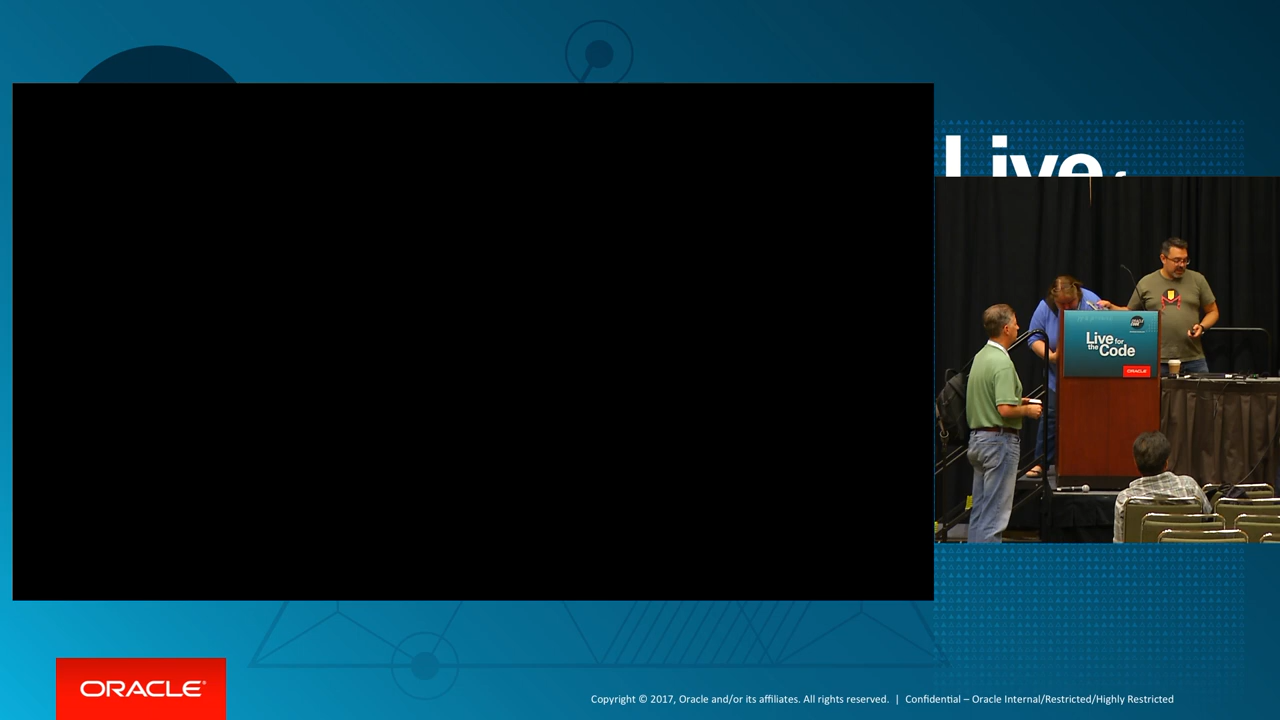 Live
Live for
the Code
ORACLE
ORACLE®
Copyright © 2017, Oracle and/or its affiliates. All rights reserved. | Confidential – Oracle Internal/Restricted/Highly Restricted